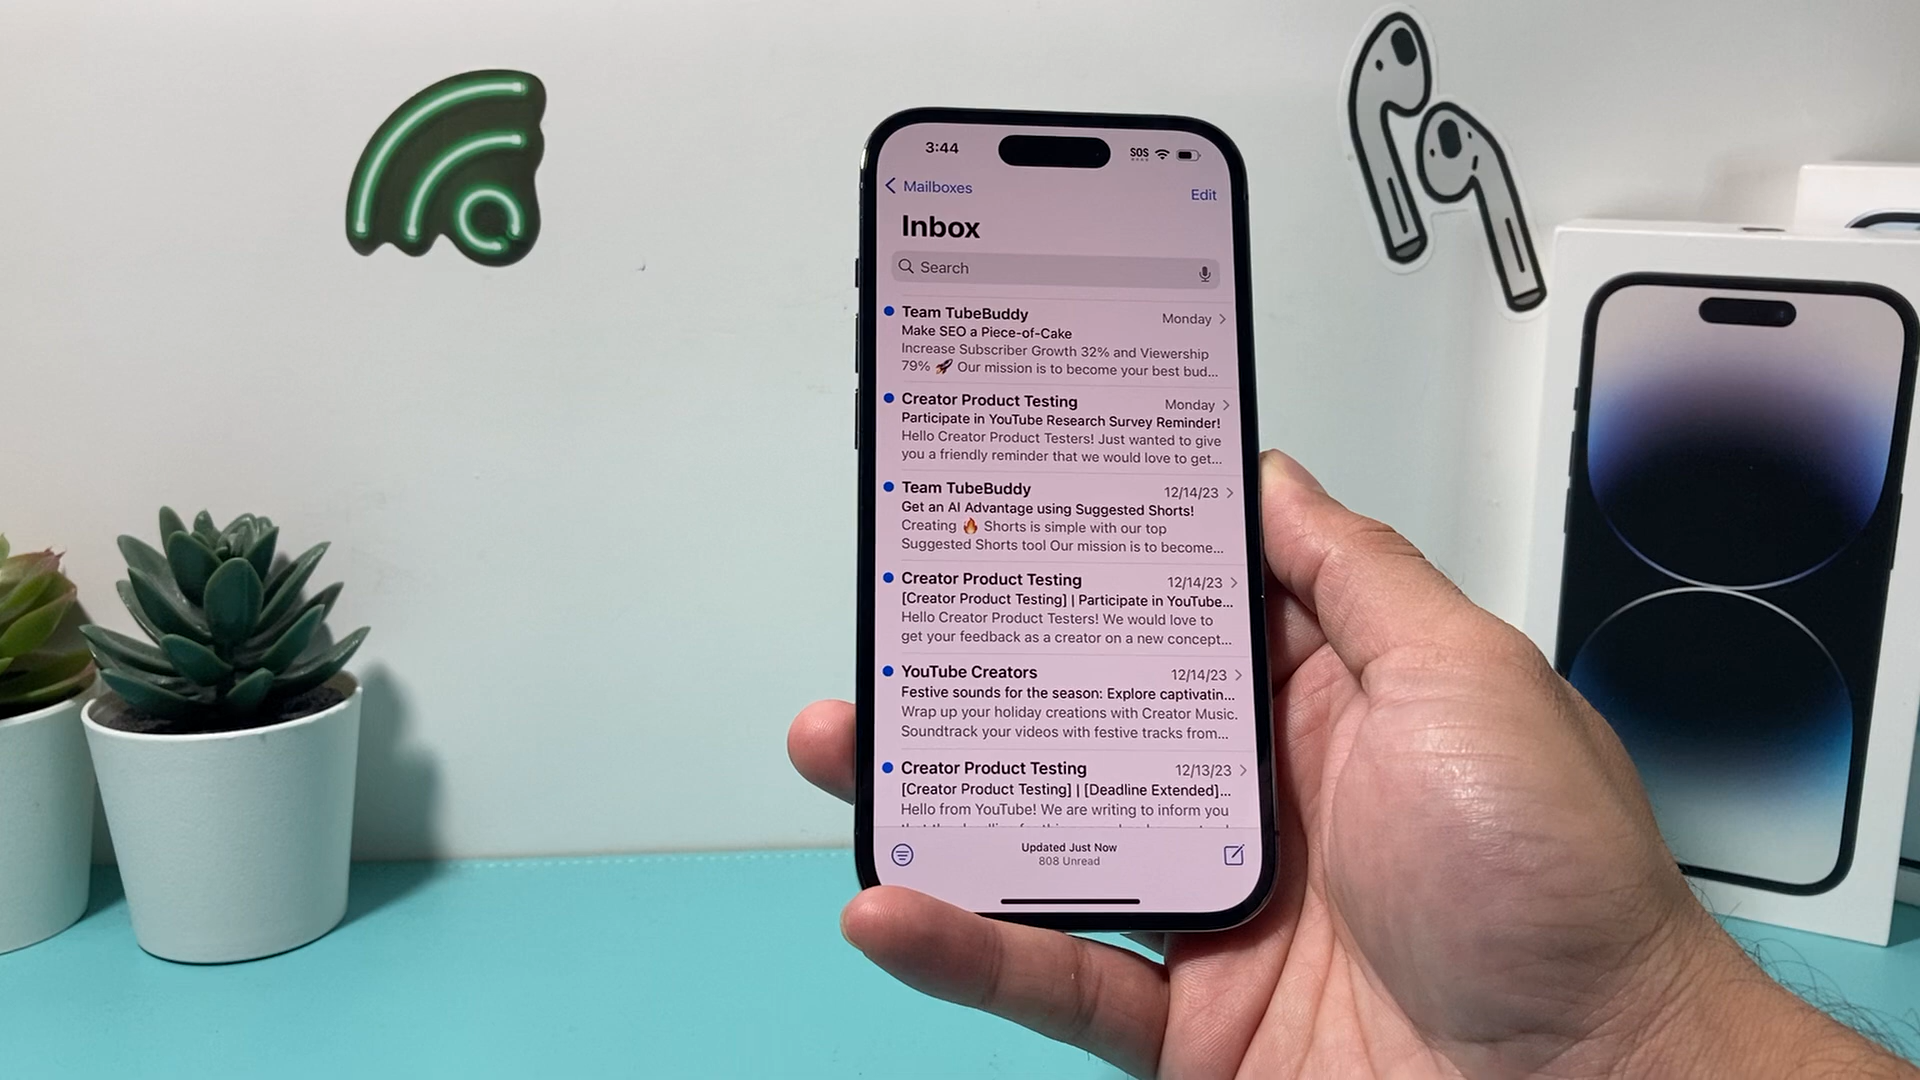 3:44
SOS
Mailboxes
Edit
Inbox
Search
Team TubeBuddy
Monday
Make SEO a Piece-of-Cake
Increase Subscriber Growth 32% and Viewership
79% 🚀 Our mission is to become your best bud...
Creator Product Testing
Monday
Participate in YouTube Research Survey Reminder!
Hello Creator Product Testers! Just wanted to give
you a friendly reminder that we would love to get...
Team TubeBuddy
12/14/23
Get an AI Advantage using Suggested Shorts!
Creating 🔥 Shorts is simple with our top
Suggested Shorts tool Our mission is to become...
Creator Product Testing
12/14/23
[Creator Product Testing] | Participate in YouTube...
Hello Creator Product Testers! We would love to
get your feedback as a creator on a new concept...
YouTube Creators
12/14/23
Festive sounds for the season: Explore captivatin...
Wrap up your holiday creations with Creator Music.
Soundtrack your videos with festive tracks from...
Creator Product Testing
12/13/23
[Creator Product Testing] | [Deadline Extended]...
Hello from YouTube! We are writing to inform you
Updated Just Now
808 Unread